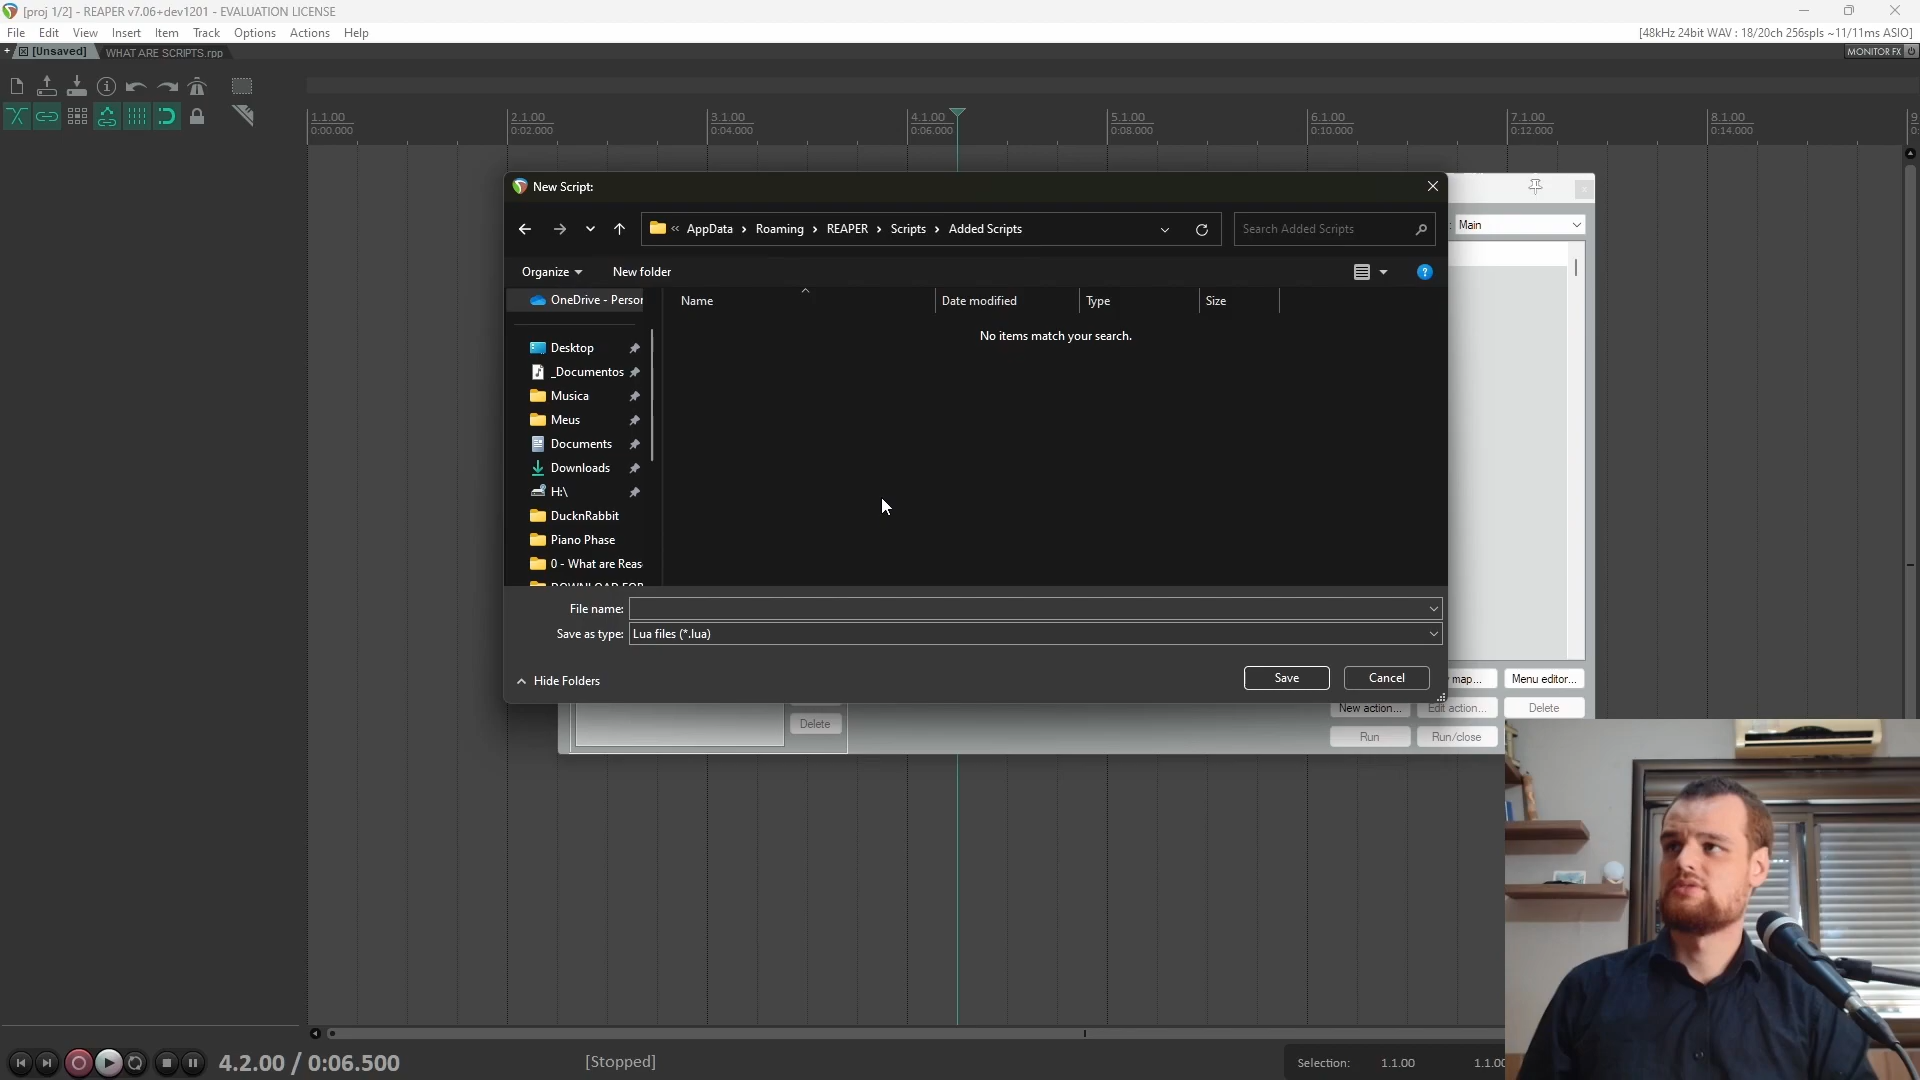 [proj 1/2] - REAPER v7.06+dev1201 - EVALUATION LICENSE
File Edit View Insert Item Track Options Actions Help
[48kHz 24bit WAV : 18/20ch 256spls ~11/11ms ASIO]
+ [Unsaved] WHAT ARE SCRIPTS.rpp
MONITOR FX
1.1.00 2.1.00 3.1.00 4.1.00 5.1.00 6.1.00 7.1.00 8.1.00 9
0:00.000 0:02.000 0:04.000 0:06.000 0:08.000 0:10.000 0:12.000 0:14.000 0:
New Script:
« AppData › Roaming › REAPER › Scripts › Added Scripts
Search Added Scripts
: Main
Organize New folder
?
OneDrive - Person
Name Date modified Type Size
No items match your search.
Desktop
_Documentos
Musica
Meus
Documents
Downloads
H:\
DucknRabbit
Piano Phase
0 - What are Reas
DOWNLOAD FOR
File name:
Save as type: Lua files (*.lua)
Hide Folders
Save Cancel
map... Menu editor...
New action... Edit action... Delete
Delete
Run Run/close
4.2.00 / 0:06.500
[Stopped]
Selection: 1.1.00 1.1.00